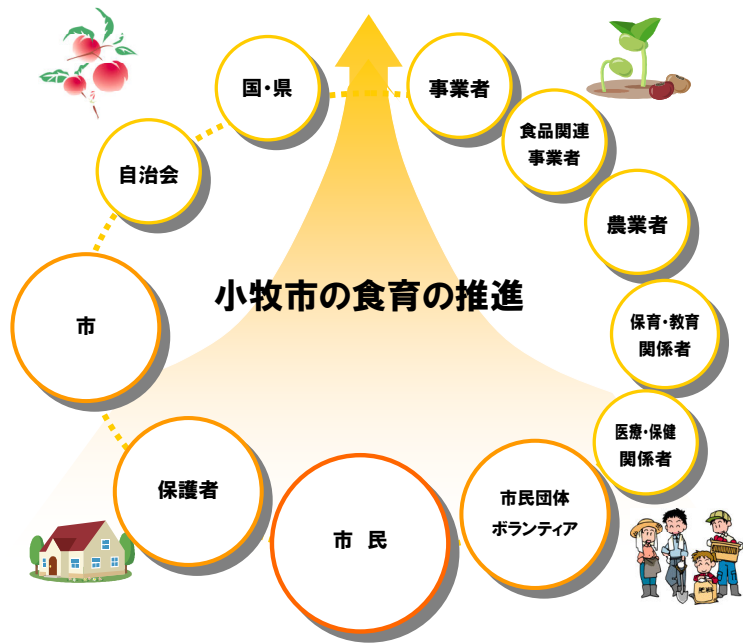 国・県
事業者
食品関連
事業者
自治会
農業者
小牧市の食育の推進
市
保育・教育
関係者
医療・保健
関係者
保護者
市民団体
ボランティア
市 民